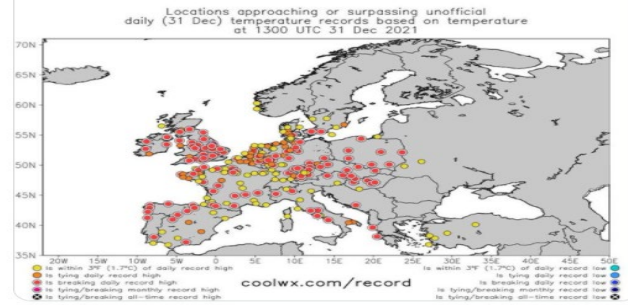 Locations approaching or surpassing unofficial
daily (31 Dec) temperature records based on temperature
at 1300 UTC 31 Dec 2021
70N
65N
60N
55N
50N
45N
40N
35N
20W 15W 10W 5W 0 5E 10E 15E 20E 25E 30E 35E 40E 45E 50E
Is within 3°F (1.7°C) of daily record high
Is tying daily record high
Is breaking daily record high
Is tying/breaking monthly record high
Is tying/breaking all-time record high
coolwx.com/record
Is within 3°F (1.7°C) of daily record low
Is tying daily record low
Is breaking daily record low
Is tying/breaking monthly record low
Is tying/breaking all-time record low